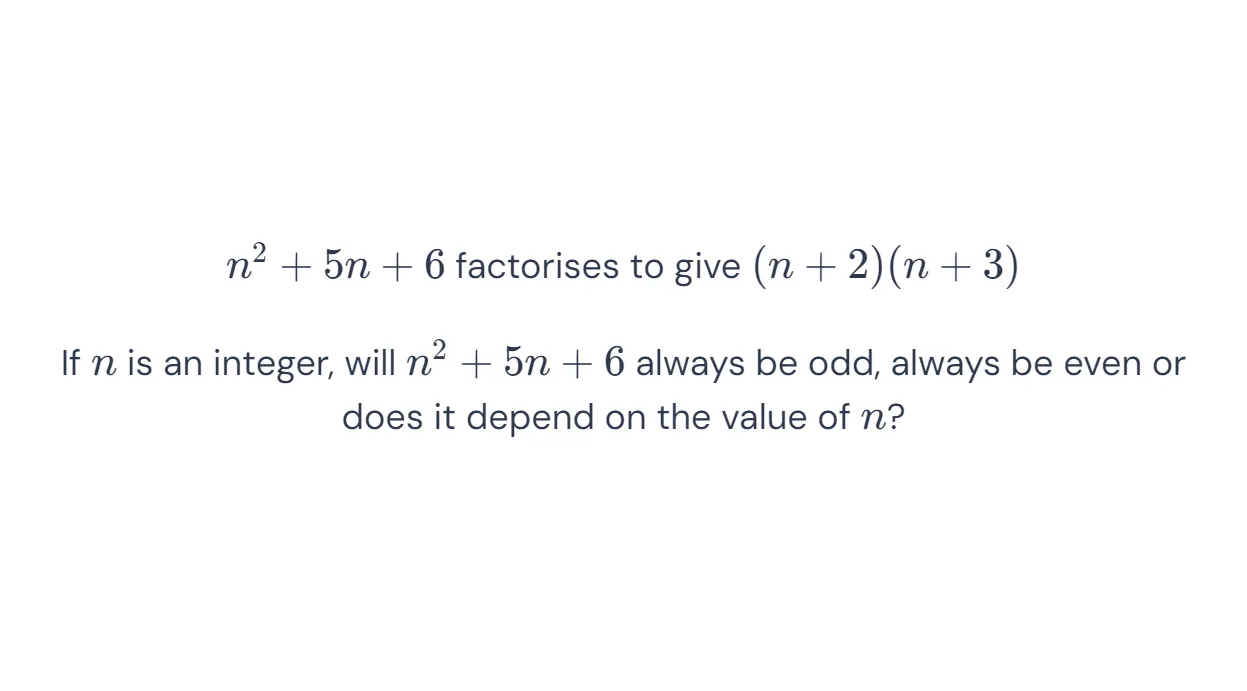 n² + 5n + 6 factorises to give (n + 2)(n + 3)
If n is an integer, will n² + 5n + 6 always be odd, always be even or
does it depend on the value of n?